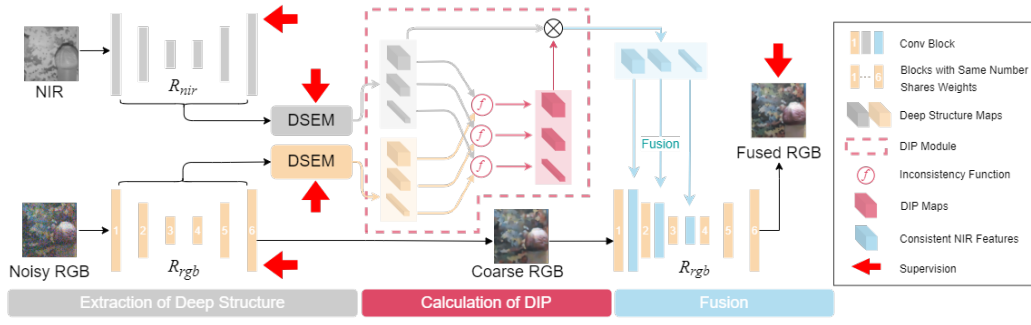 NIR
R_nir
DSEM
DSEM
Noisy RGB
1 2 3 4 5 6
R_rgb
f
f
f
Coarse RGB
Fusion
1 2 3 4 5 6
R_rgb
Fused RGB
Extraction of Deep Structure
Calculation of DIP
Fusion
1
Conv Block
1 ... 6
Blocks with Same Number
Shares Weights
Deep Structure Maps
DIP Module
f
Inconsistency Function
DIP Maps
Consistent NIR Features
Supervision